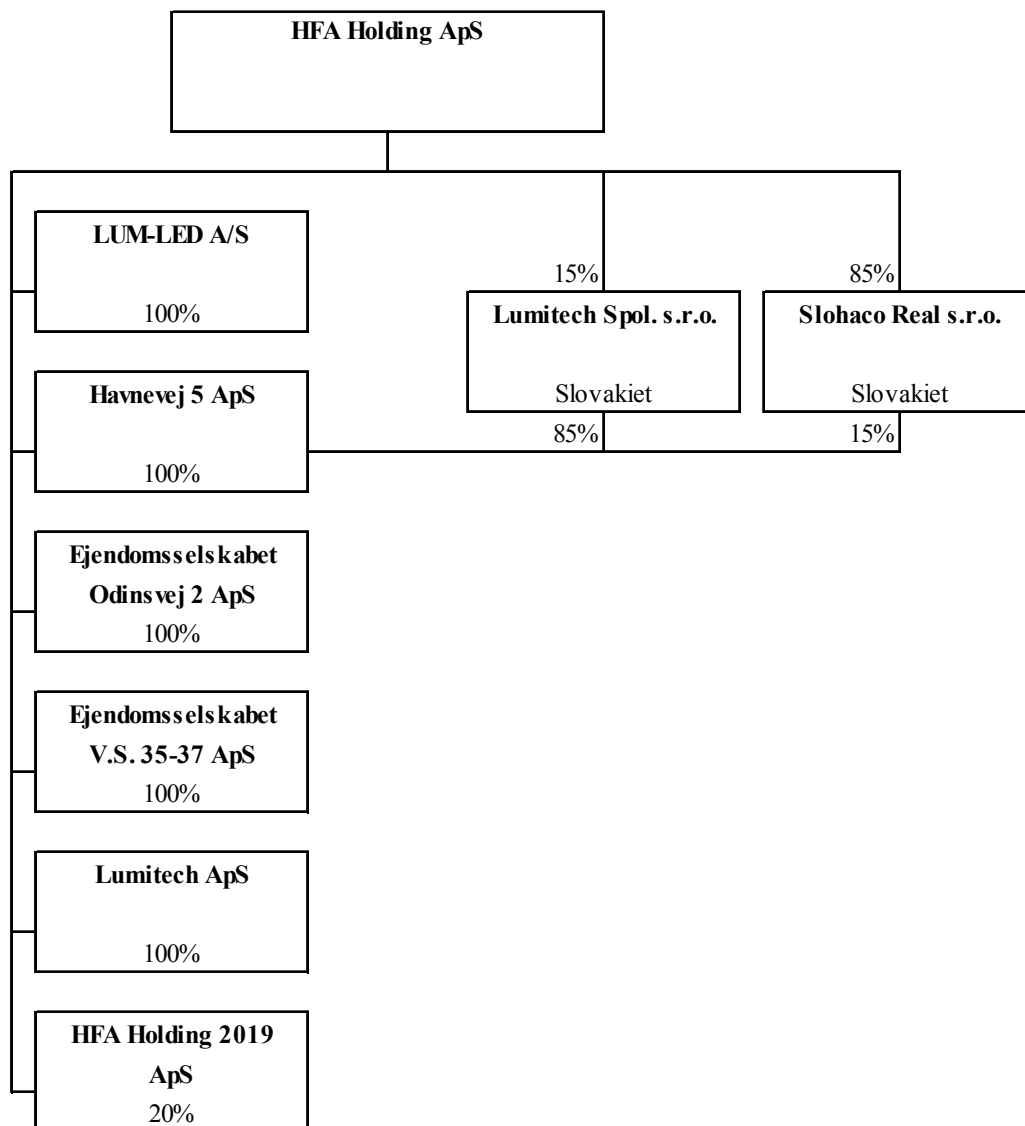 HFA Holding ApS
LUM-LED A/S
100%
15%
85%
Lumitech Spol. s.r.o.
Slovakiet
Slohaco Real s.r.o.
Slovakiet
Havnevej 5 ApS
100%
85%
15%
Ejendomsselskabet
Odinsvej 2 ApS
100%
Ejendomsselskabet
V.S. 35-37 ApS
100%
Lumitech ApS
100%
HFA Holding 2019
ApS
20%